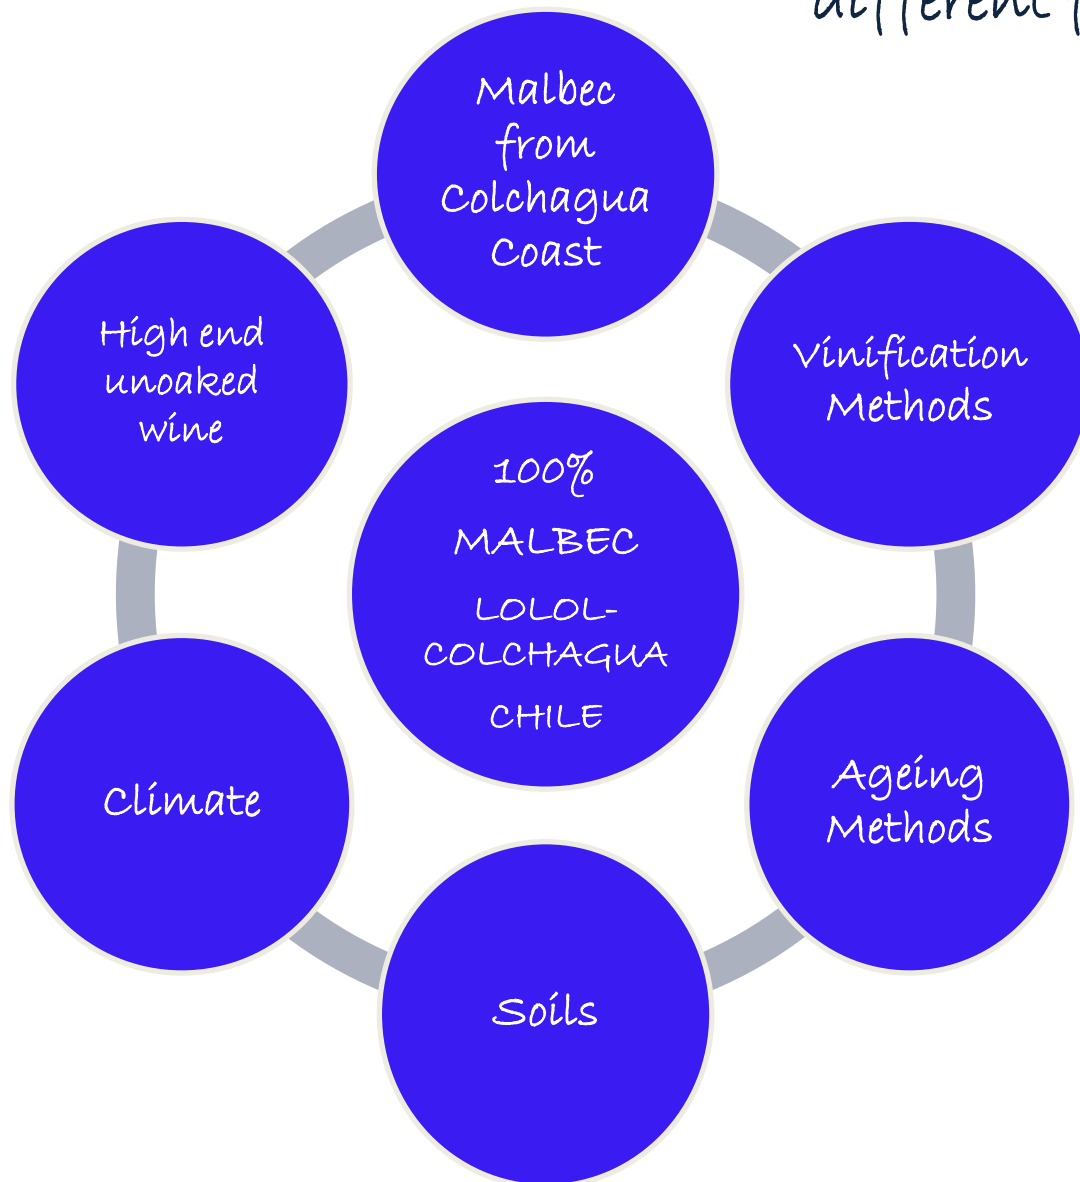 different
Malbec
from
Colchagua
Coast
High end
unoaked
wine
Vinification
Methods
100%
MALBEC
LOLOL-
COLCHAGUA
CHILE
Climate
Ageing
Methods
Soils